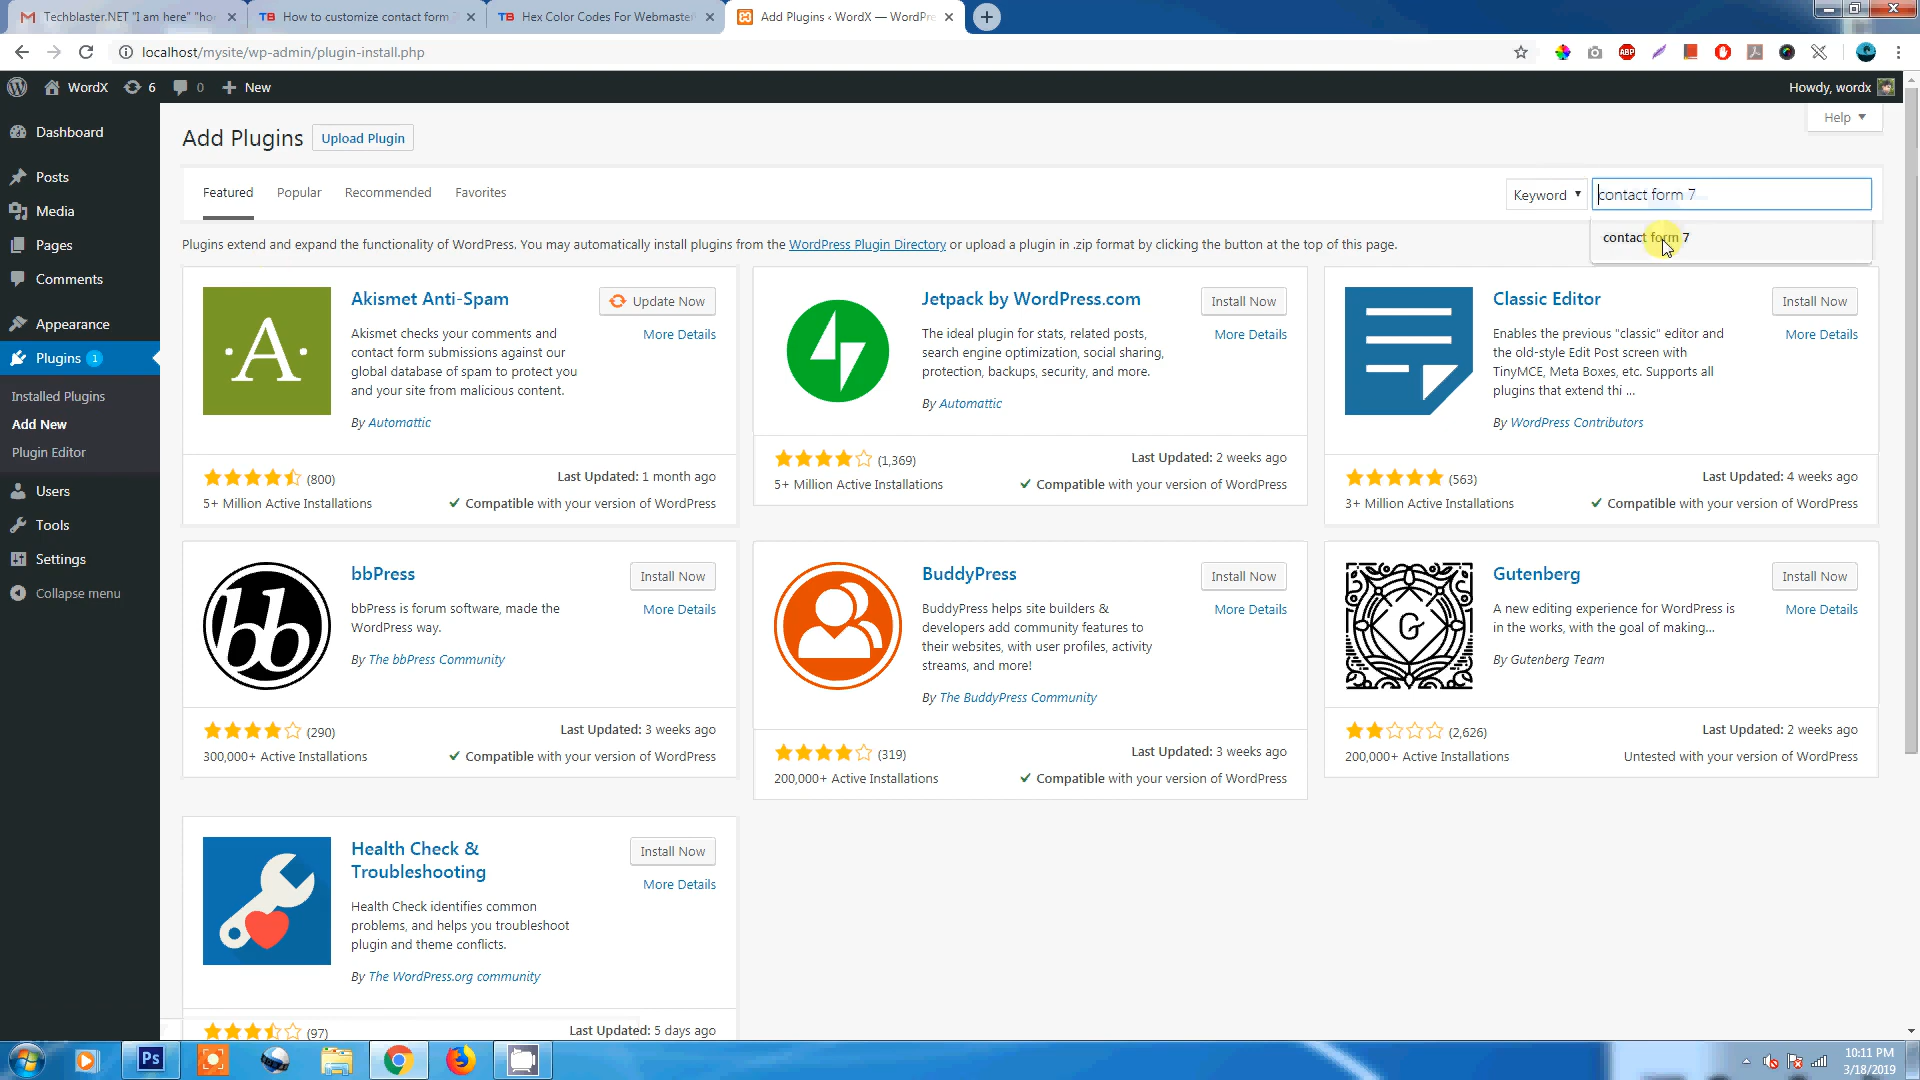 Techblaster.NET "I am here" "ho
How to customize contact form
Hex Color Codes For Webmaster
Add Plugins ‹ WordX — WordPre
localhost/mysite/wp-admin/plugin-install.php
ABP
WordX
6
0
New
Howdy, wordx
Dashboard
Posts
Media
Pages
Comments
Appearance
Plugins 1
Installed Plugins
Add New
Plugin Editor
Users
Tools
Settings
Collapse menu
Help
Add Plugins
Upload Plugin
Featured
Popular
Recommended
Favorites
Keyword
contact form 7
contact form 7
Plugins extend and expand the functionality of WordPress. You may automatically install plugins from the WordPress Plugin Directory or upload a plugin in .zip format by clicking the button at the top of this page.
A
Akismet Anti-Spam
Update Now
More Details
Akismet checks your comments and
contact form submissions against our
global database of spam to protect you
and your site from malicious content.
By Automattic
(800)
Last Updated: 1 month ago
5+ Million Active Installations
Compatible with your version of WordPress
Jetpack by WordPress.com
Install Now
More Details
The ideal plugin for stats, related posts,
search engine optimization, social sharing,
protection, backups, security, and more.
By Automattic
(1,369)
Last Updated: 2 weeks ago
5+ Million Active Installations
Compatible with your version of WordPress
Classic Editor
Install Now
More Details
Enables the previous "classic" editor and
the old-style Edit Post screen with
TinyMCE, Meta Boxes, etc. Supports all
plugins that extend thi ...
By WordPress Contributors
(563)
Last Updated: 4 weeks ago
3+ Million Active Installations
Compatible with your version of WordPress
bb
bbPress
Install Now
More Details
bbPress is forum software, made the
WordPress way.
By The bbPress Community
(290)
Last Updated: 3 weeks ago
300,000+ Active Installations
Compatible with your version of WordPress
BuddyPress
Install Now
More Details
BuddyPress helps site builders &
developers add community features to
their websites, with user profiles, activity
streams, and more!
By The BuddyPress Community
(319)
Last Updated: 3 weeks ago
200,000+ Active Installations
Compatible with your version of WordPress
G
Gutenberg
Install Now
More Details
A new editing experience for WordPress is
in the works, with the goal of making...
By Gutenberg Team
(2,626)
Last Updated: 2 weeks ago
200,000+ Active Installations
Untested with your version of WordPress
Health Check &
Troubleshooting
Install Now
More Details
Health Check identifies common
problems, and helps you troubleshoot
plugin and theme conflicts.
By The WordPress.org community
(97)
Last Updated: 5 days ago
Ps
10:11 PM
3/18/2019